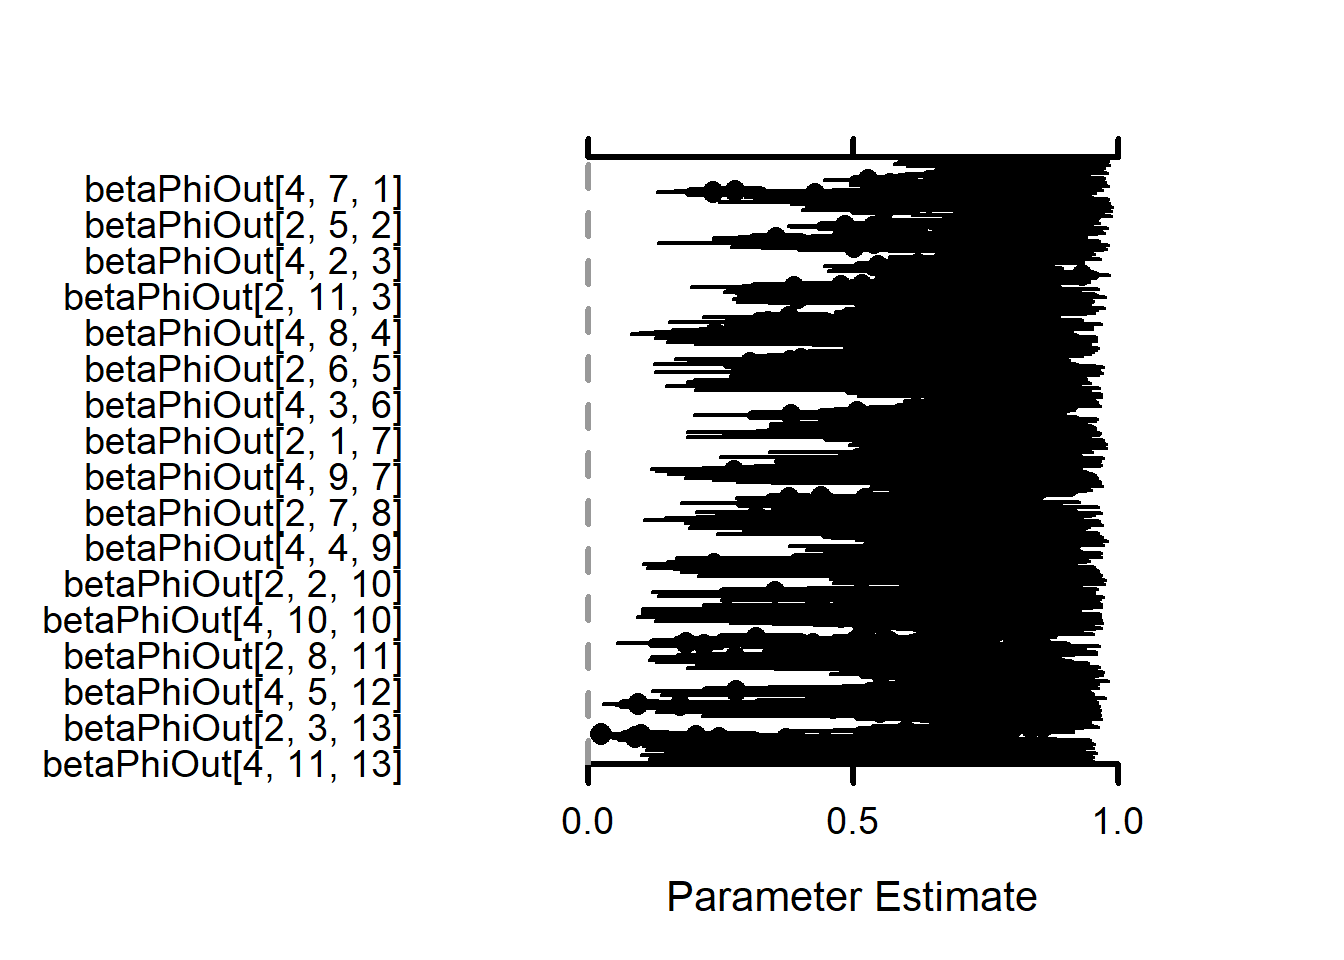 betaPhiOut[4, 7, 1]
betaPhiOut[2, 5, 2]
betaPhiOut[4, 2, 3]
betaPhiOut[2, 11, 3]
betaPhiOut[4, 8, 4]
betaPhiOut[2, 6, 5]
betaPhiOut[4, 3, 6]
betaPhiOut[2, 1, 7]
betaPhiOut[4, 9, 7]
betaPhiOut[2, 7, 8]
betaPhiOut[4, 4, 9]
betaPhiOut[2, 2, 10]
betaPhiOut[4, 10, 10]
betaPhiOut[2, 8, 11]
betaPhiOut[4, 5, 12]
betaPhiOut[2, 3, 13]
betaPhiOut[4, 11, 13]
0.0 0.5 1.0
Parameter Estimate